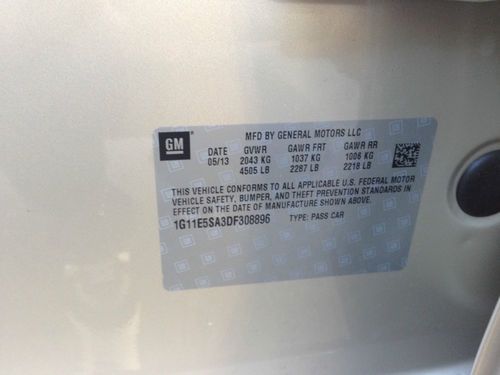 GM
MFD BY GENERAL MOTORS LLC
DATE GVWR GAWR FRT GAWR RR
05/13 2043 KG 1037 KG 1006 KG
4505 LB 2287 LB 2218 LB
THIS VEHICLE CONFORMS TO ALL APPLICABLE U.S. FEDERAL MOTOR
VEHICLE SAFETY, BUMPER, AND THEFT PREVENTION STANDARDS IN
EFFECT ON THE DATE OF MANUFACTURE SHOWN ABOVE.
1G11E5SA3DF308896 TYPE: PASS CAR